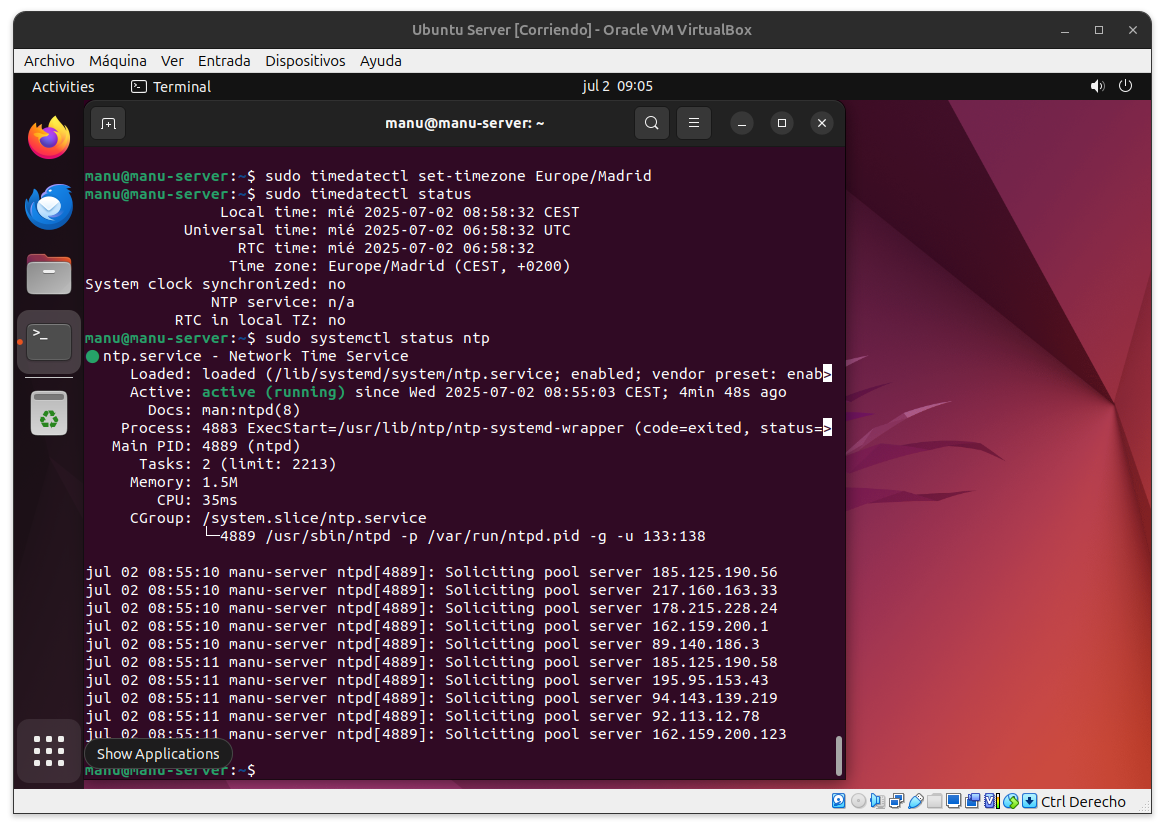 Ubuntu Server [Corriendo] - Oracle VM VirtualBox
Archivo Máquina Ver Entrada Dispositivos Ayuda
Activities Terminal jul 2 09:05
manu@manu-server: ~
manu@manu-server:~$ sudo timedatectl set-timezone Europe/Madrid
manu@manu-server:~$ sudo timedatectl status
Local time: mié 2025-07-02 08:58:32 CEST
Universal time: mié 2025-07-02 06:58:32 UTC
RTC time: mié 2025-07-02 06:58:32
Time zone: Europe/Madrid (CEST, +0200)
System clock synchronized: no
NTP service: n/a
RTC in local TZ: no
manu@manu-server:~$ sudo systemctl status ntp
ntp.service - Network Time Service
Loaded: loaded (/lib/systemd/system/ntp.service; enabled; vendor preset: enab>
Active: active (running) since Wed 2025-07-02 08:55:03 CEST; 4min 48s ago
Docs: man:ntpd(8)
Process: 4883 ExecStart=/usr/lib/ntp/ntp-systemd-wrapper (code=exited, status=>
Main PID: 4889 (ntpd)
Tasks: 2 (limit: 2213)
Memory: 1.5M
CPU: 35ms
CGroup: /system.slice/ntp.service
└─4889 /usr/sbin/ntpd -p /var/run/ntpd.pid -g -u 133:138
jul 02 08:55:10 manu-server ntpd[4889]: Soliciting pool server 185.125.190.56
jul 02 08:55:10 manu-server ntpd[4889]: Soliciting pool server 217.160.163.33
jul 02 08:55:10 manu-server ntpd[4889]: Soliciting pool server 178.215.228.24
jul 02 08:55:10 manu-server ntpd[4889]: Soliciting pool server 162.159.200.1
jul 02 08:55:10 manu-server ntpd[4889]: Soliciting pool server 89.140.186.3
jul 02 08:55:11 manu-server ntpd[4889]: Soliciting pool server 185.125.190.58
jul 02 08:55:11 manu-server ntpd[4889]: Soliciting pool server 195.95.153.43
jul 02 08:55:11 manu-server ntpd[4889]: Soliciting pool server 94.143.139.219
jul 02 08:55:11 manu-server ntpd[4889]: Soliciting pool server 92.113.12.78
jul 02 08:55:11 manu-server ntpd[4889]: Soliciting pool server 162.159.200.123
Show Applications
manu@manu-server:~$
Ctrl Derecho